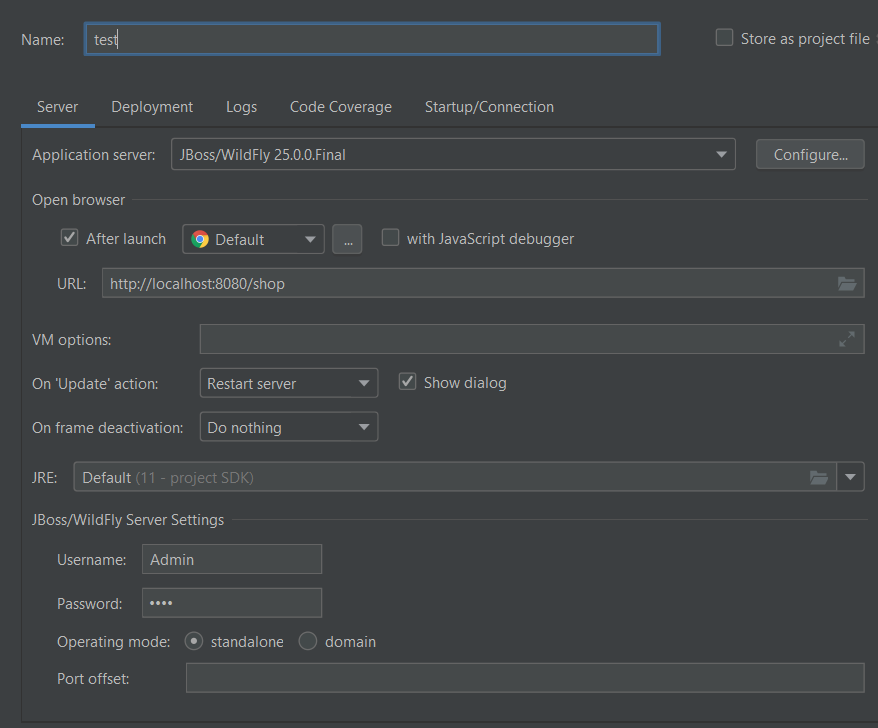 Name: test Store as project file
Server Deployment Logs Code Coverage Startup/Connection
Application server: JBoss/WildFly 25.0.0.Final Configure...
Open browser
After launch Default ... with JavaScript debugger
URL: http://localhost:8080/shop
VM options:
On 'Update' action: Restart server Show dialog
On frame deactivation: Do nothing
JRE: Default (11 - project SDK)
JBoss/WildFly Server Settings
Username: Admin
Password: ••••
Operating mode: standalone domain
Port offset: